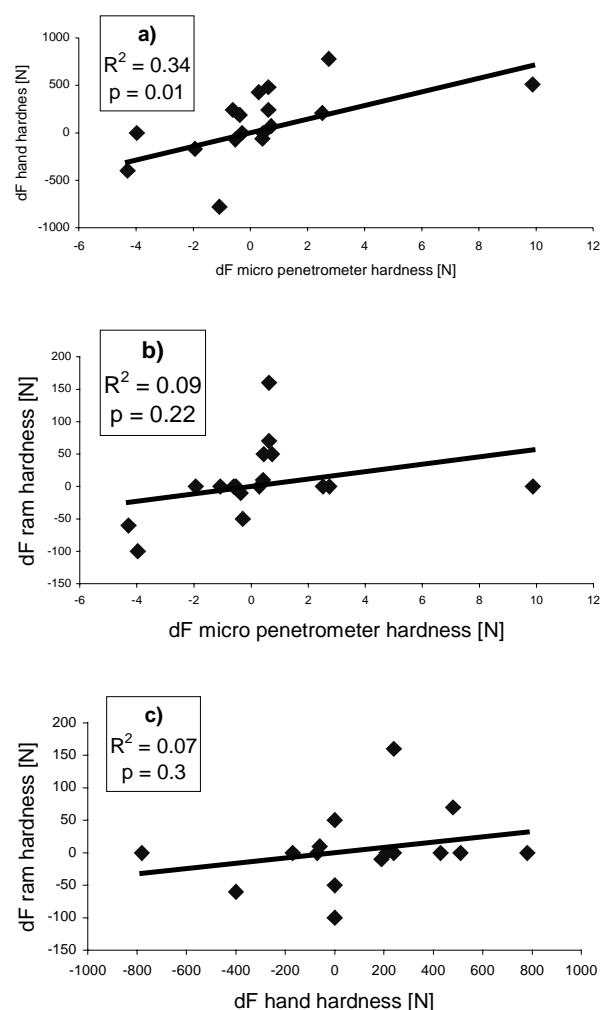 a)
R² = 0.34
p = 0.01
dF hand hardness [N]
1000
500
0
-500
-1000
-6 -4 -2 0 2 4 6 8 10 12
dF micro penetrometer hardness [N]
b)
R² = 0.09
p = 0.22
dF ram hardness [N]
200
150
100
50
0
-50
-100
-150
-6 -4 -2 0 2 4 6 8 10 12
dF micro penetrometer hardness [N]
c)
R² = 0.07
p = 0.3
dF ram hardness [N]
200
150
100
50
0
-50
-100
-150
-1000 -800 -600 -400 -200 0 200 400 600 800 1000
dF hand hardness [N]